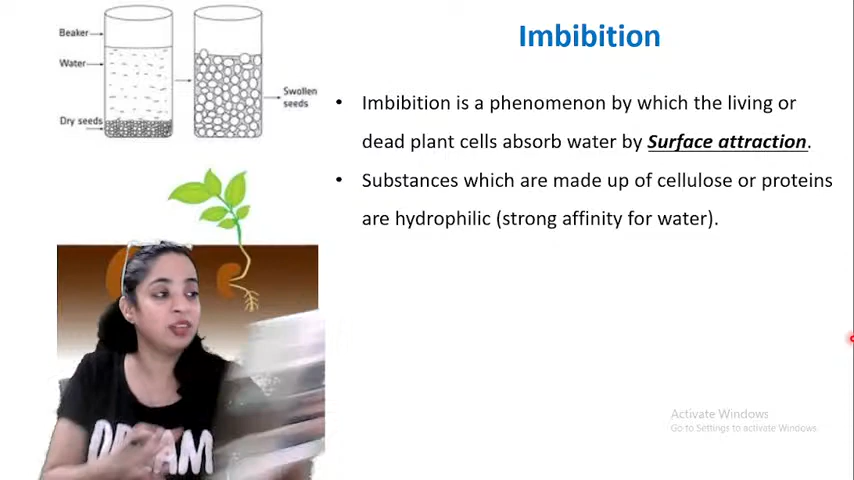 Imbibition
Beaker
Water
Dry seeds
Swollen
seeds
• Imbibition is a phenomenon by which the living or
dead plant cells absorb water by Surface attraction.
• Substances which are made up of cellulose or proteins
are hydrophilic (strong affinity for water).
DREAM
Activate Windows
Go to Settings to activate Windows.